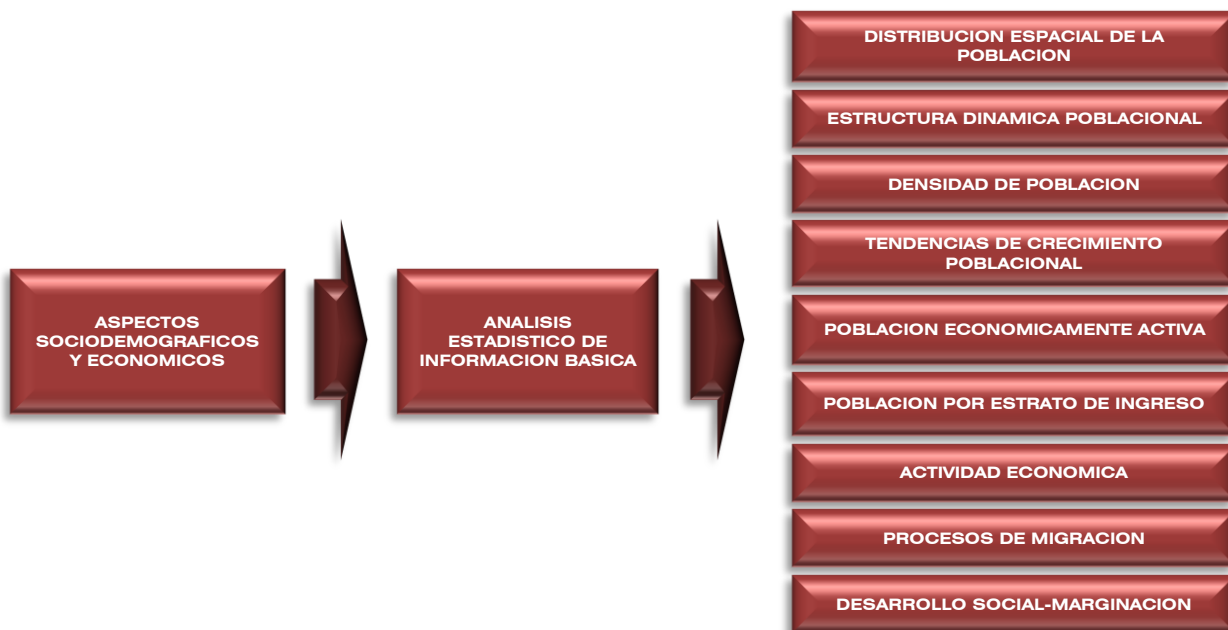 ASPECTOS
SOCIODEMOGRAFICOS
Y ECONOMICOS
ANALISIS
ESTADISTICO DE
INFORMACION BASICA
DISTRIBUCION ESPACIAL DE LA
POBLACION
ESTRUCTURA DINAMICA POBLACIONAL
DENSIDAD DE POBLACION
TENDENCIAS DE CRECIMIENTO
POBLACIONAL
POBLACION ECONOMICAMENTE ACTIVA
POBLACION POR ESTRATO DE INGRESO
ACTIVIDAD ECONOMICA
PROCESOS DE MIGRACION
DESARROLLO SOCIAL-MARGINACION